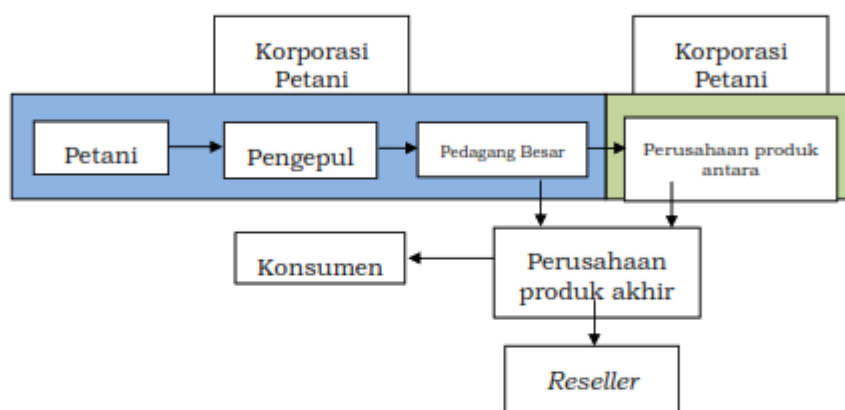 Korporasi
Petani
Korporasi
Petani
Petani
Pengepul
Pedagang Besar
Perusahaan produk
antara
Konsumen
Perusahaan
produk akhir
Reseller